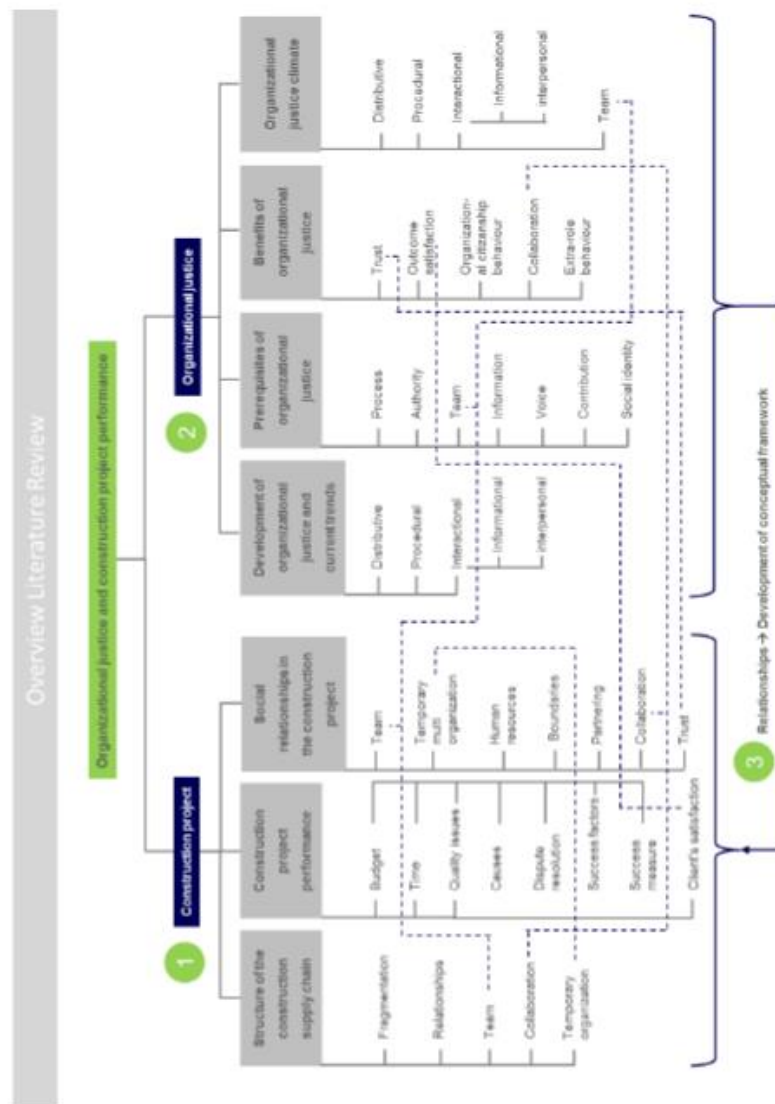 Overview Literature Review
Organizational justice and construction project performance
1
Construction project
2
Organizational justice
Structure of the
construction
supply chain
Fragmentation
Relationships
Team
Collaboration
Temporary
organization
Construction
project
performance
Budget
Time
Quality issues
Causes
Dispute
resolution
Success factors
Success
measure
Client's satisfaction
Social
relationships in
the construction
project
Team
Temporary
multi
organization
Human
resources
Boundaries
Partnering
Collaboration
Trust
Development of
organizational
justice and
current trends
Distributive
Procedural
Interactional
Informational
interpersonal
Prerequisites of
organizational
justice
Process
Authority
Team
Information
Voice
Contribution
Social identity
Benefits of
organizational
justice
Trust
Outcome
satisfaction
Organization-
al citizenship
behaviour
Collaboration
Extra-role
behaviour
Organizational
justice climate
Distributive
Procedural
Interactional
Informational
interpersonal
Team
3
Relationships → Development of conceptual framework